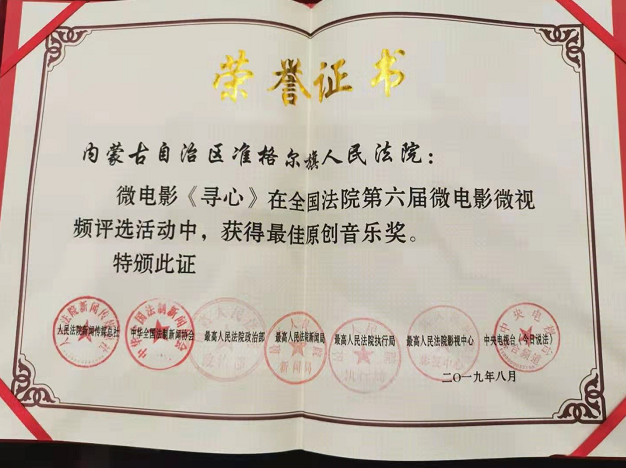 荣誉证书
内蒙古自治区准格尔旗人民法院：
微电影《寻心》在全国法院第六届微电影微视
频评选活动中，获得最佳原创音乐奖。
特颁此证
人民法院新闻传媒总社 中华全国法制新闻协会 最高人民法院政治部 最高人民法院新闻局 最高人民法院执行局 最高人民法院影视中心 中央电视台《今日说法》
二〇一九年八月